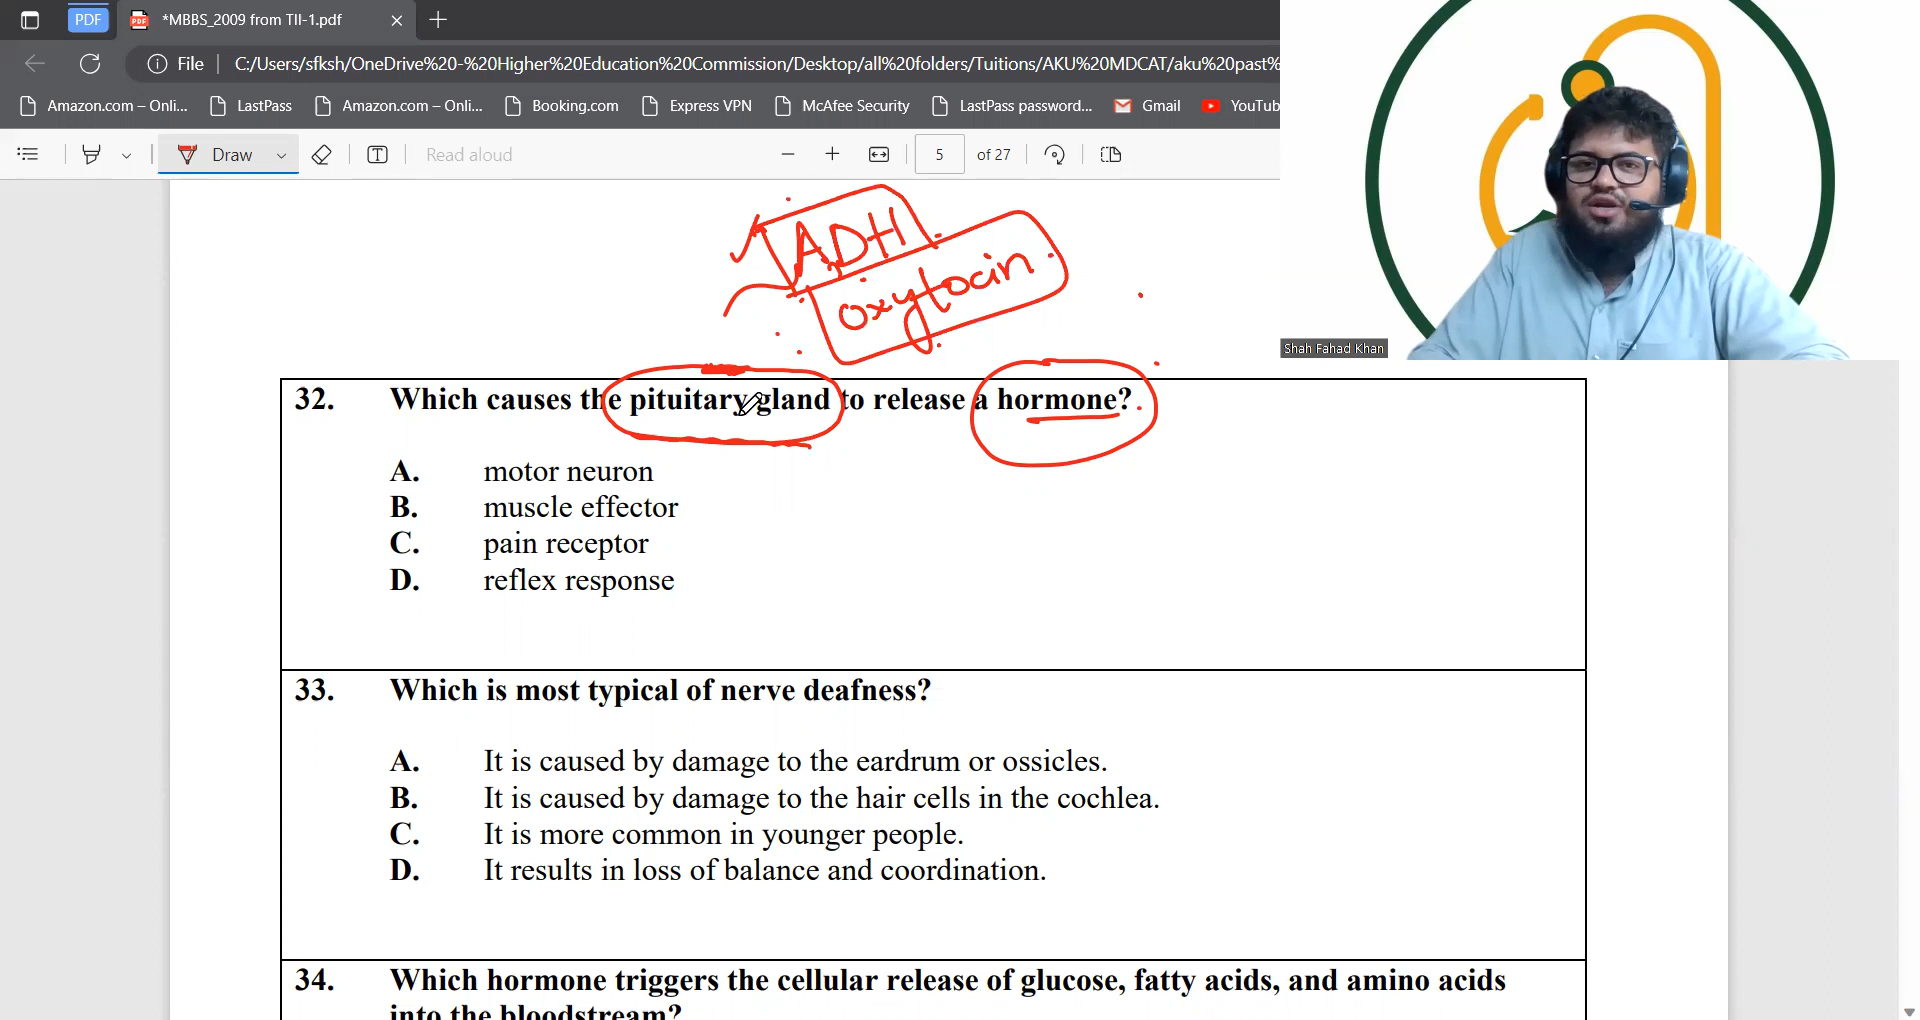 PDF
PDF
*MBBS_2009 from TII-1.pdf
File
C:/Users/sfksh/OneDrive%20-%20Higher%20Education%20Commission/Desktop/all%20folders/Tuitions/AKU%20MDCAT/aku%20past%
Amazon.com – Onli...
LastPass
Amazon.com – Onli...
Booking.com
Express VPN
McAfee Security
LastPass password...
Gmail
YouTub
Draw
T
Read aloud
5
of 27
ADH
oxytocin
Shah Fahad Khan
32. Which causes the pituitary gland to release a hormone?
A. motor neuron
B. muscle effector
C. pain receptor
D. reflex response
33. Which is most typical of nerve deafness?
A. It is caused by damage to the eardrum or ossicles.
B. It is caused by damage to the hair cells in the cochlea.
C. It is more common in younger people.
D. It results in loss of balance and coordination.
34. Which hormone triggers the cellular release of glucose, fatty acids, and amino acids
into the bloodstream?